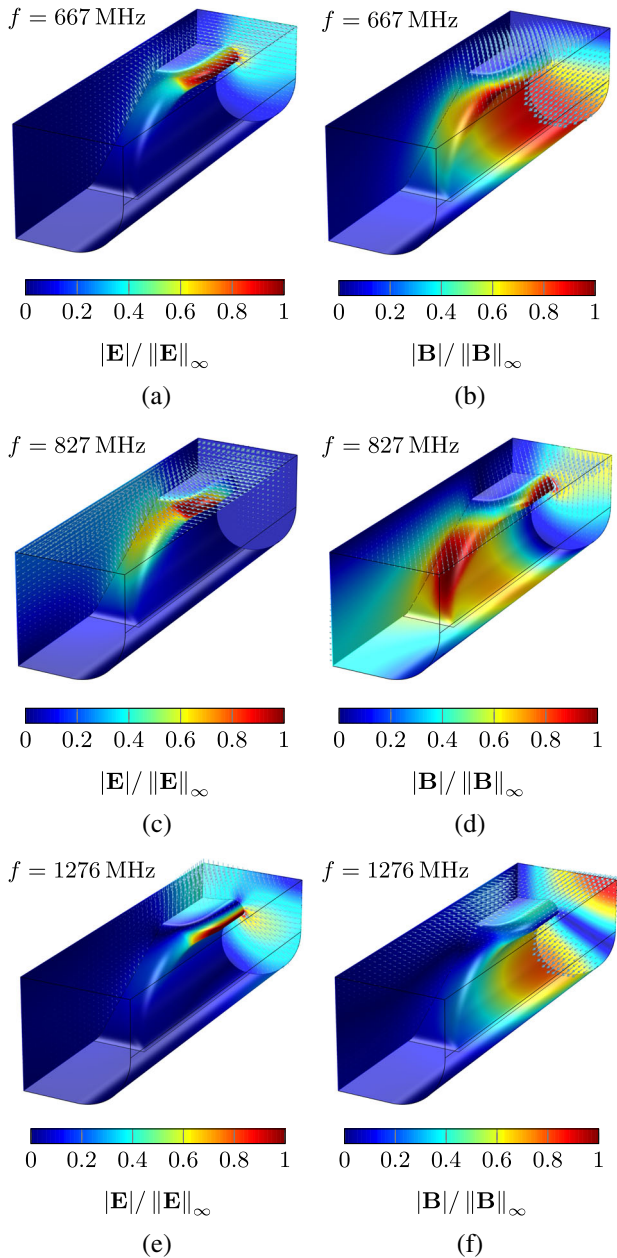 f = 667 MHz
f = 667 MHz
0 0.2 0.4 0.6 0.8 1
0 0.2 0.4 0.6 0.8 1
|E|/ ‖E‖∞
|B|/ ‖B‖∞
(a)
(b)
f = 827 MHz
f = 827 MHz
0 0.2 0.4 0.6 0.8 1
0 0.2 0.4 0.6 0.8 1
|E|/ ‖E‖∞
|B|/ ‖B‖∞
(c)
(d)
f = 1276 MHz
f = 1276 MHz
0 0.2 0.4 0.6 0.8 1
0 0.2 0.4 0.6 0.8 1
|E|/ ‖E‖∞
|B|/ ‖B‖∞
(e)
(f)